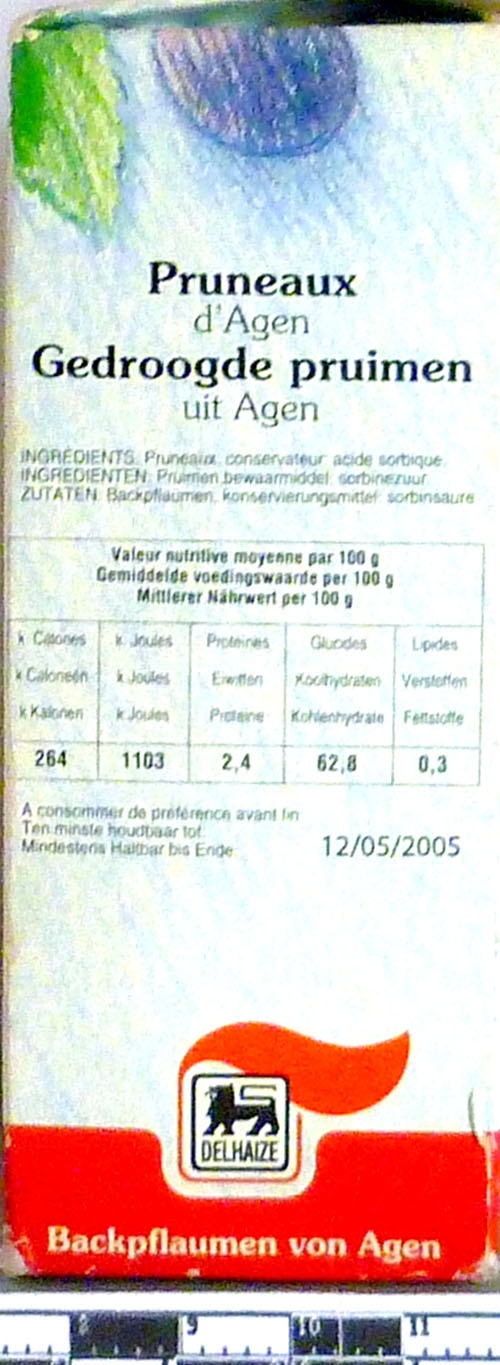 Pruneaux
d'Agen
Gedroogde pruimen
uit Agen
INGRÉDIENTS: Pruneaux, conservateur: acide sorbique.
INGREDIENTEN: Pruimen, bewaarmiddel: sorbinezuur.
ZUTATEN: Backpflaumen, konservierungsmittel: sorbinsaure
Valeur nutritive moyenne par 100 g
Gemiddelde voedingswaarde per 100 g
Mittlerer Nährwert per 100 g
k Calories k Joules Protéines Glucides Lipides
k Calorieën k Joules Eiwitten Koolhydraten Vetstoffen
k Kalorien k Joules Proteine Kohlenhydrate Fettstoffe
264 1103 2,4 62,8 0,3
A consommer de préférence avant fin
Ten minste houdbaar tot:
Mindestens Haltbar bis Ende: 12/05/2005
DELHAIZE
Backpflaumen von Agen
8 9 10 11